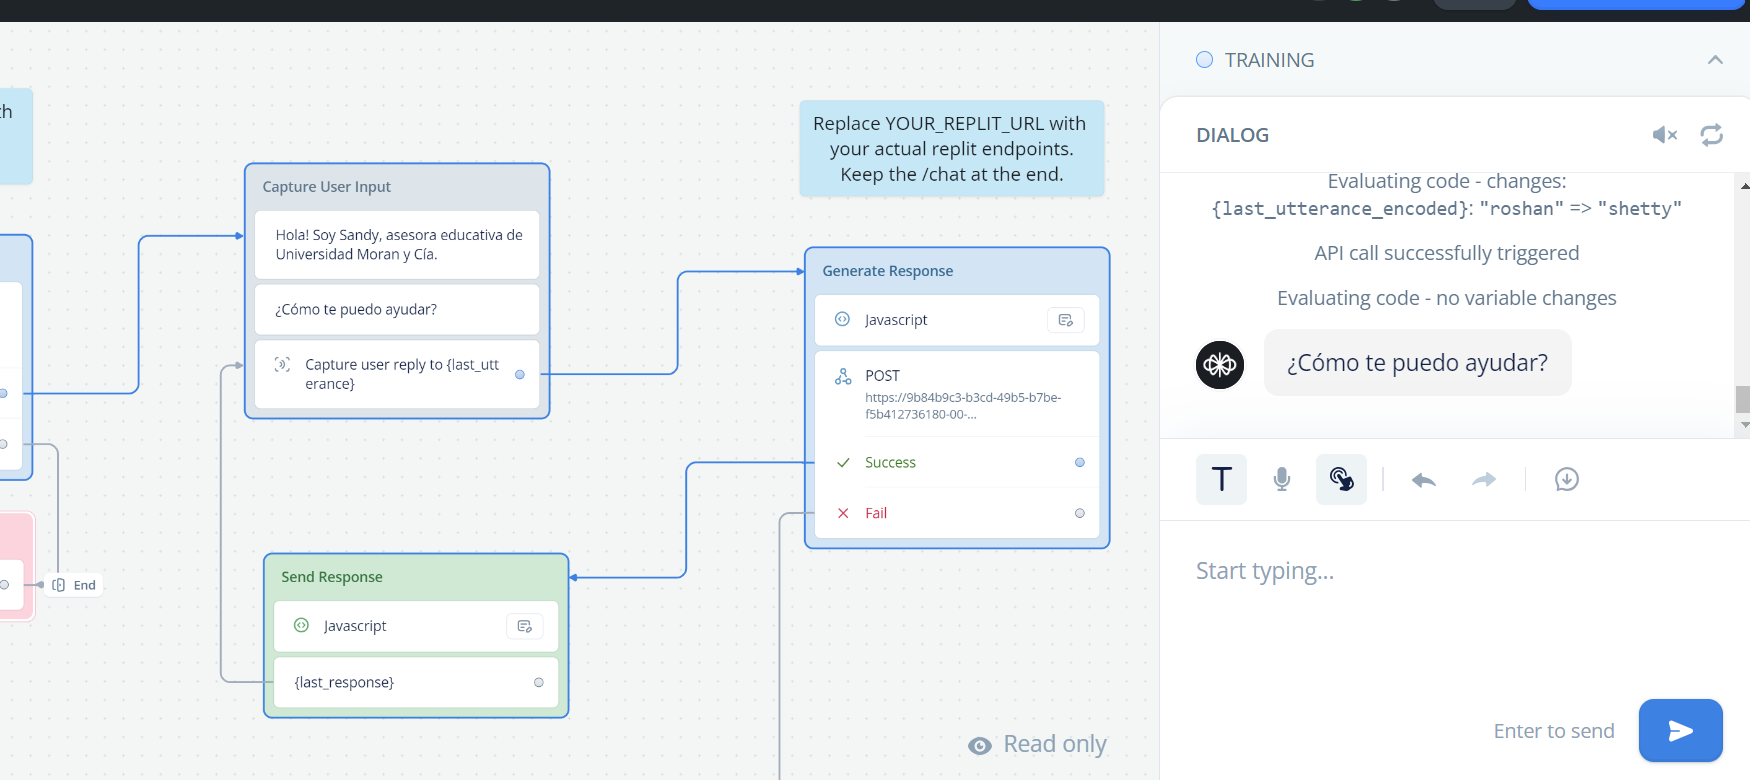 th
Capture User Input
Hola! Soy Sandy, asesora educativa de
Universidad Moran y Cía.
¿Cómo te puedo ayudar?
Capture user reply to {last_utt
erance}
End
Send Response
Javascript
{last_response}
Replace YOUR_REPLIT_URL with
your actual replit endpoints.
Keep the /chat at the end.
Generate Response
Javascript
POST
https://9b84b9c3-b3cd-49b5-b7be-
f5b412736180-00-...
Success
Fail
Read only
TRAINING
DIALOG
Evaluating code - changes:
{last_utterance_encoded}: "roshan" => "shetty"
API call successfully triggered
Evaluating code - no variable changes
¿Cómo te puedo ayudar?
T
Start typing...
Enter to send